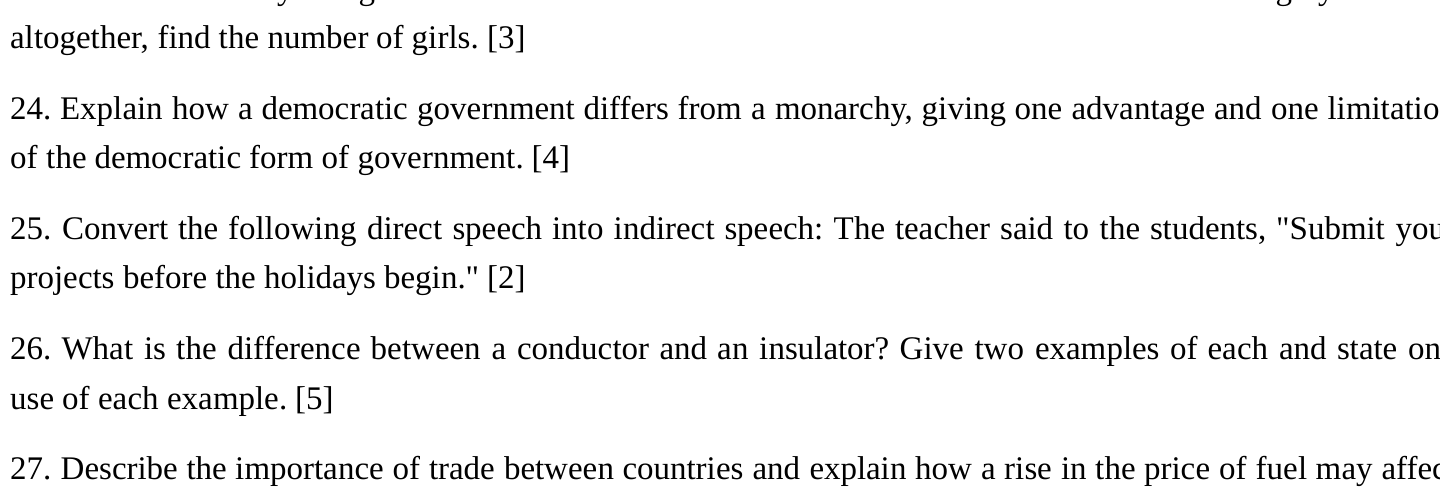 altogether, find the number of girls. [3]
24. Explain how a democratic government differs from a monarchy, giving one advantage and one limitatio
of the democratic form of government. [4]
25. Convert the following direct speech into indirect speech: The teacher said to the students, "Submit you
projects before the holidays begin." [2]
26. What is the difference between a conductor and an insulator? Give two examples of each and state on
use of each example. [5]
27. Describe the importance of trade between countries and explain how a rise in the price of fuel may affec